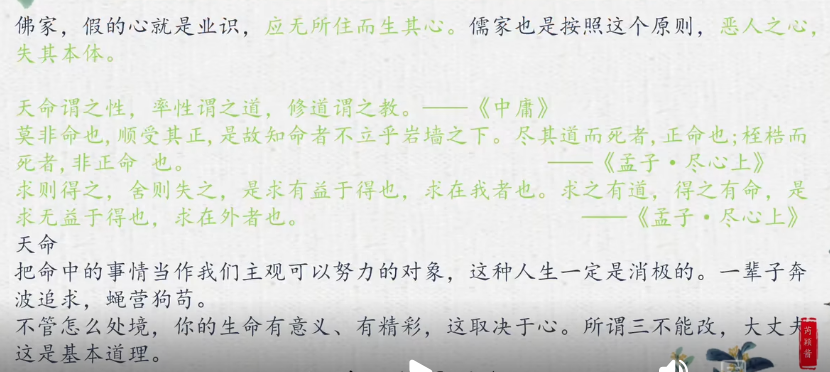 佛家，假的心就是业识，应无所住而生其心。儒家也是按照这个原则，恶人之心，
失其本体。
天命谓之性，率性谓之道，修道谓之教。——《中庸》
莫非命也，顺受其正，是故知命者不立乎岩墙之下。尽其道而死者，正命也；桎梏而
死者，非正命 也。 ——《孟子·尽心上》
求则得之，舍则失之，是求有益于得也，求在我者也。求之有道，得之有命，是
求无益于得也，求在外者也。 ——《孟子·尽心上》
天命
把命中的事情当作我们主观可以努力的对象，这种人生一定是消极的。一辈子奔
波追求，蝇营狗苟。
不管怎么处境，你的生命有意义、有精彩，这取决于心。所谓三不能改，大丈夫
这是基本道理。